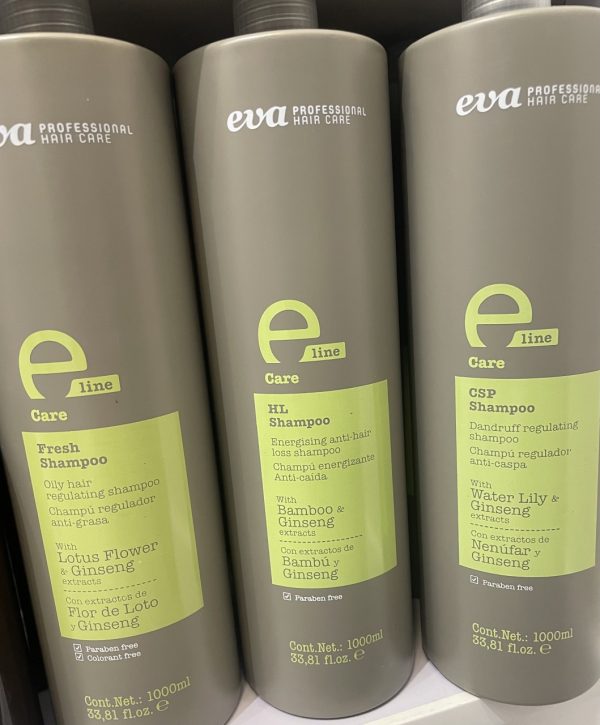 eva PROFESSIONAL
HAIR CARE
e line
Care
Fresh
Shampoo
Oily hair
regulating shampoo
Champú regulador
anti-grasa
With
Lotus Flower
& Ginseng
extracts
Con extractos de
Flor de Loto
y Ginseng
Paraben free
Colorant free
Cont.Net.: 1000ml
33,81 fl.oz. e
eva PROFESSIONAL
HAIR CARE
e line
Care
HL
Shampoo
Energising anti-hair
loss shampoo
Champú energizante
Anti-caida
With
Bamboo &
Ginseng
extracts
Con extractos de
Bambú y
Ginseng
Paraben free
Cont.Net.: 1000ml
33,81 fl.oz. e
eva PROFESSIONAL
HAIR CARE
e line
Care
CSP
Shampoo
Dandruff regulating
shampoo
Champú regulador
anti-caspa
With
Water Lily &
Ginseng
extracts
Con extractos de
Nenúfar y
Ginseng
Paraben free
Cont.Net.: 1000ml
33,81 fl.oz. e